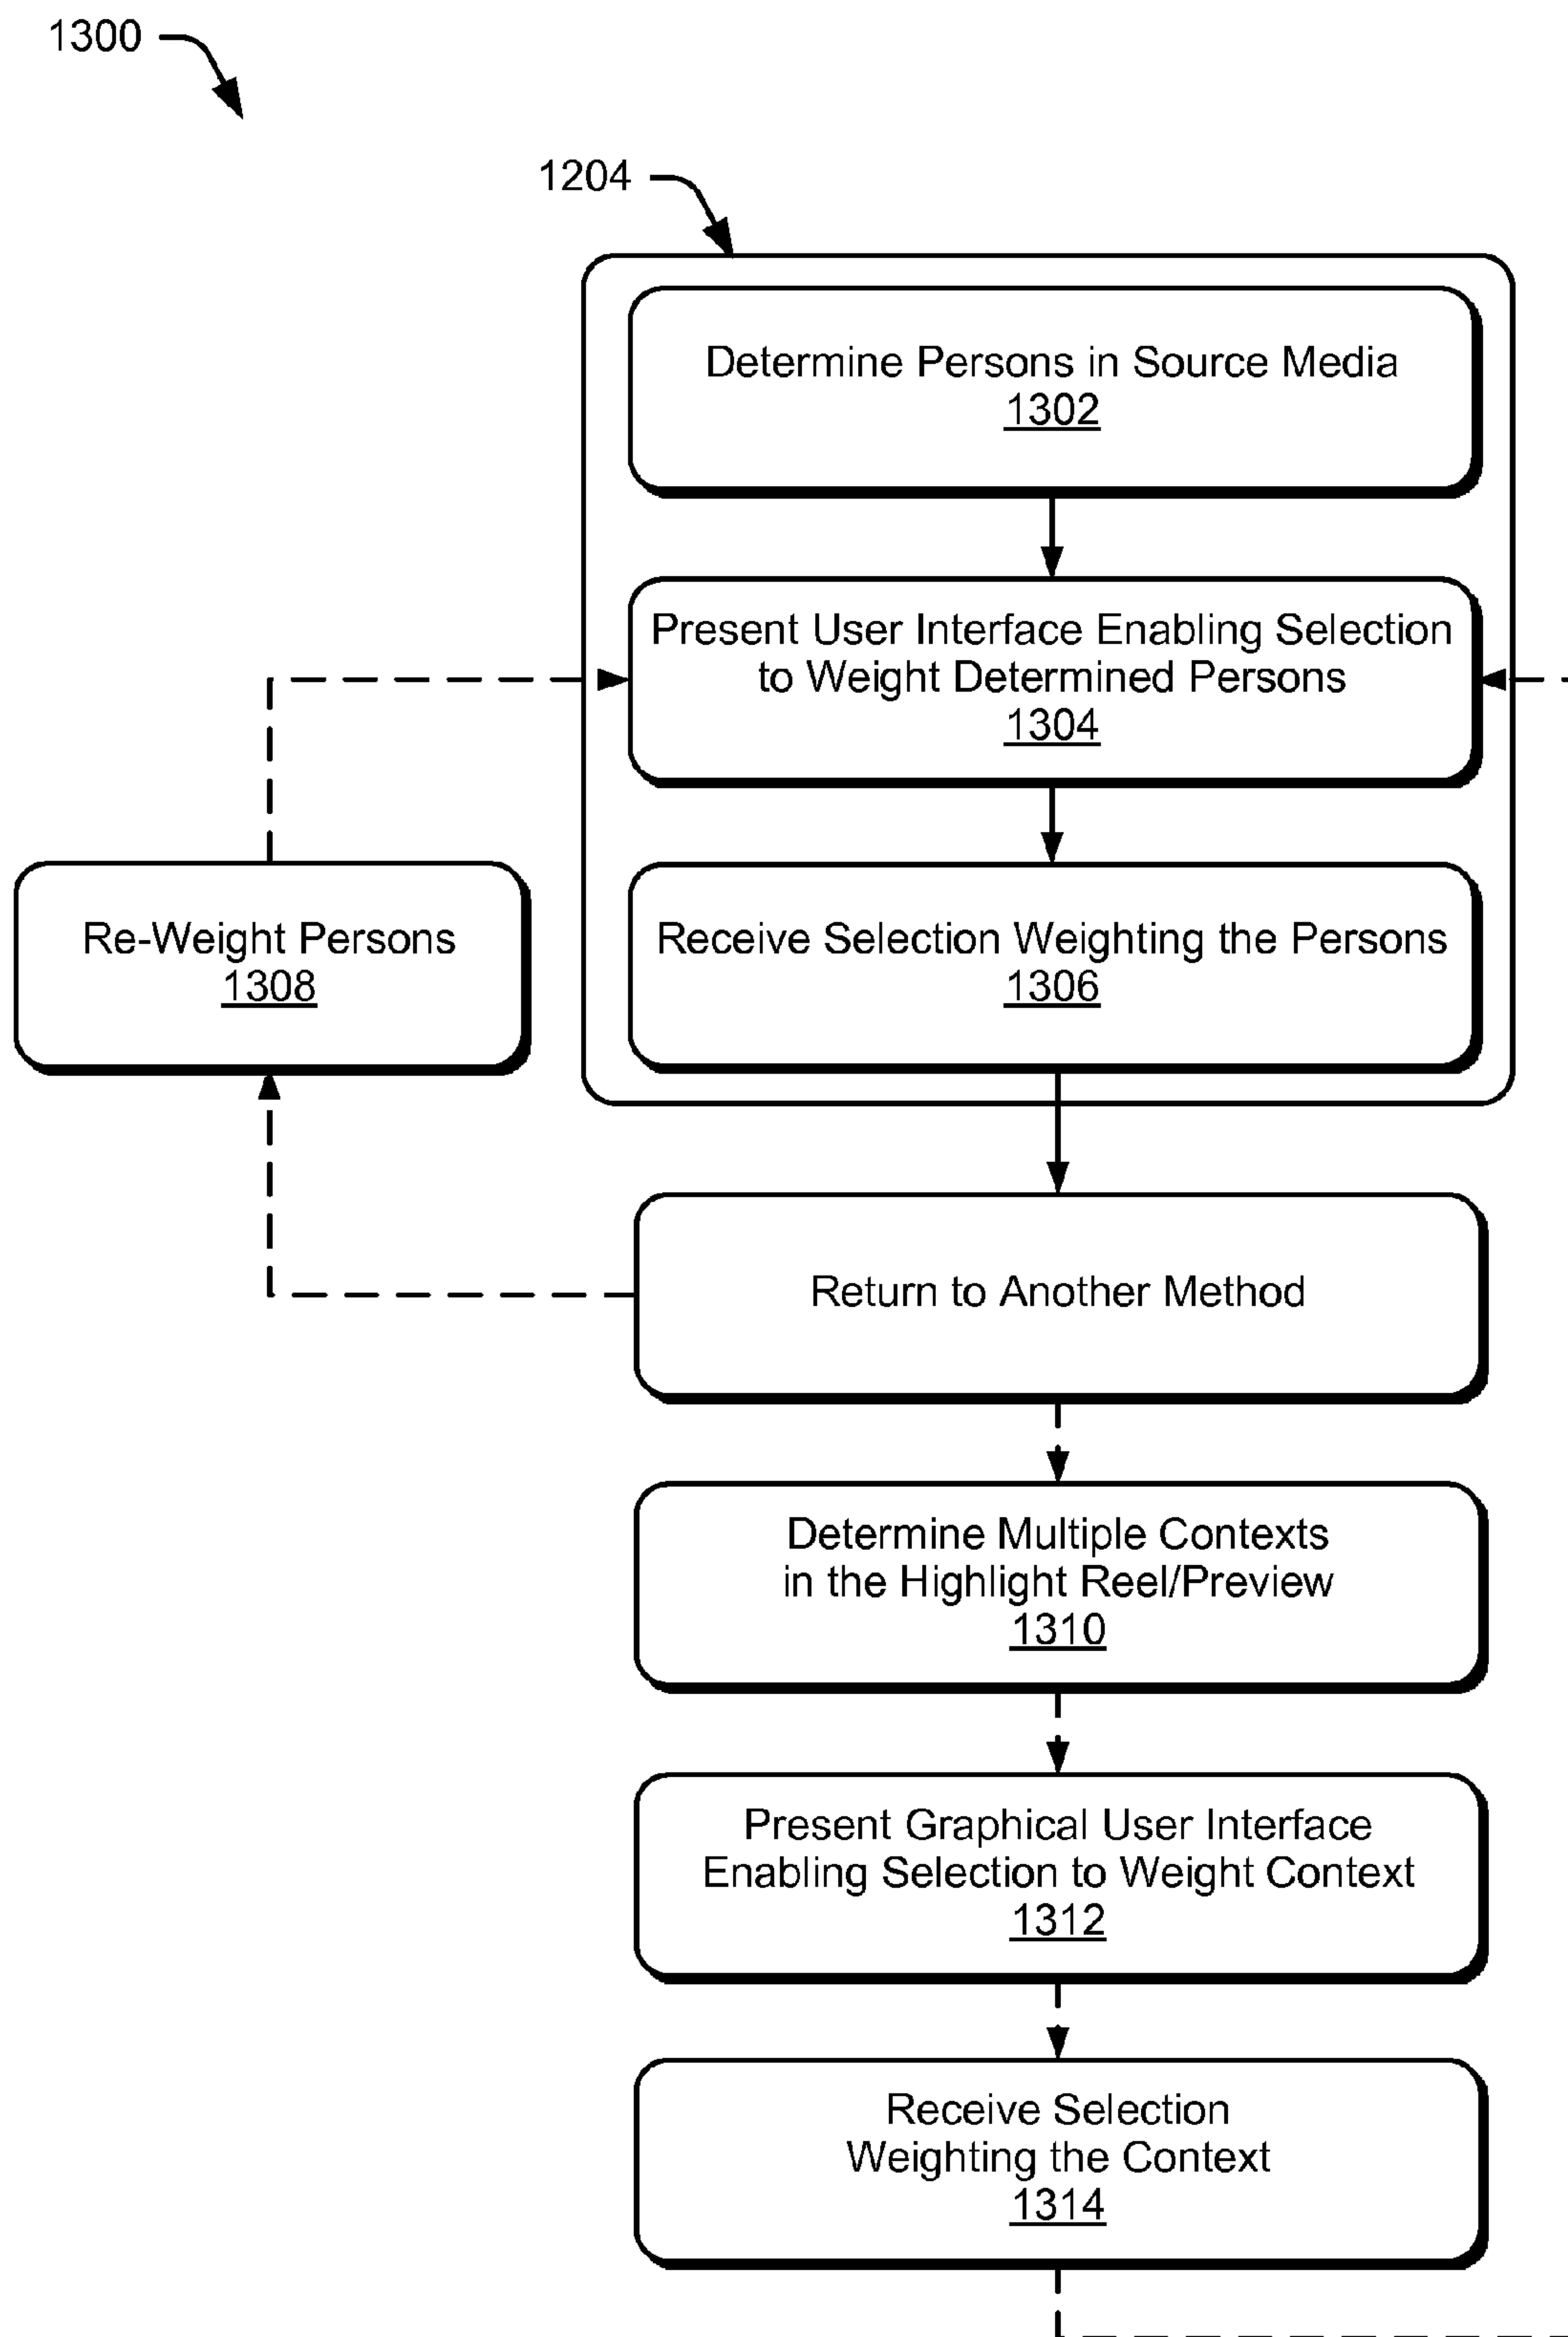 1300
1204
Determine Persons in Source Media
1302
Present User Interface Enabling Selection
to Weight Determined Persons
1304
Re-Weight Persons
1308
Receive Selection Weighting the Persons
1306
Return to Another Method
Determine Multiple Contexts
in the Highlight Reel/Preview
1310
Present Graphical User Interface
Enabling Selection to Weight Context
1312
Receive Selection
Weighting the Context
1314